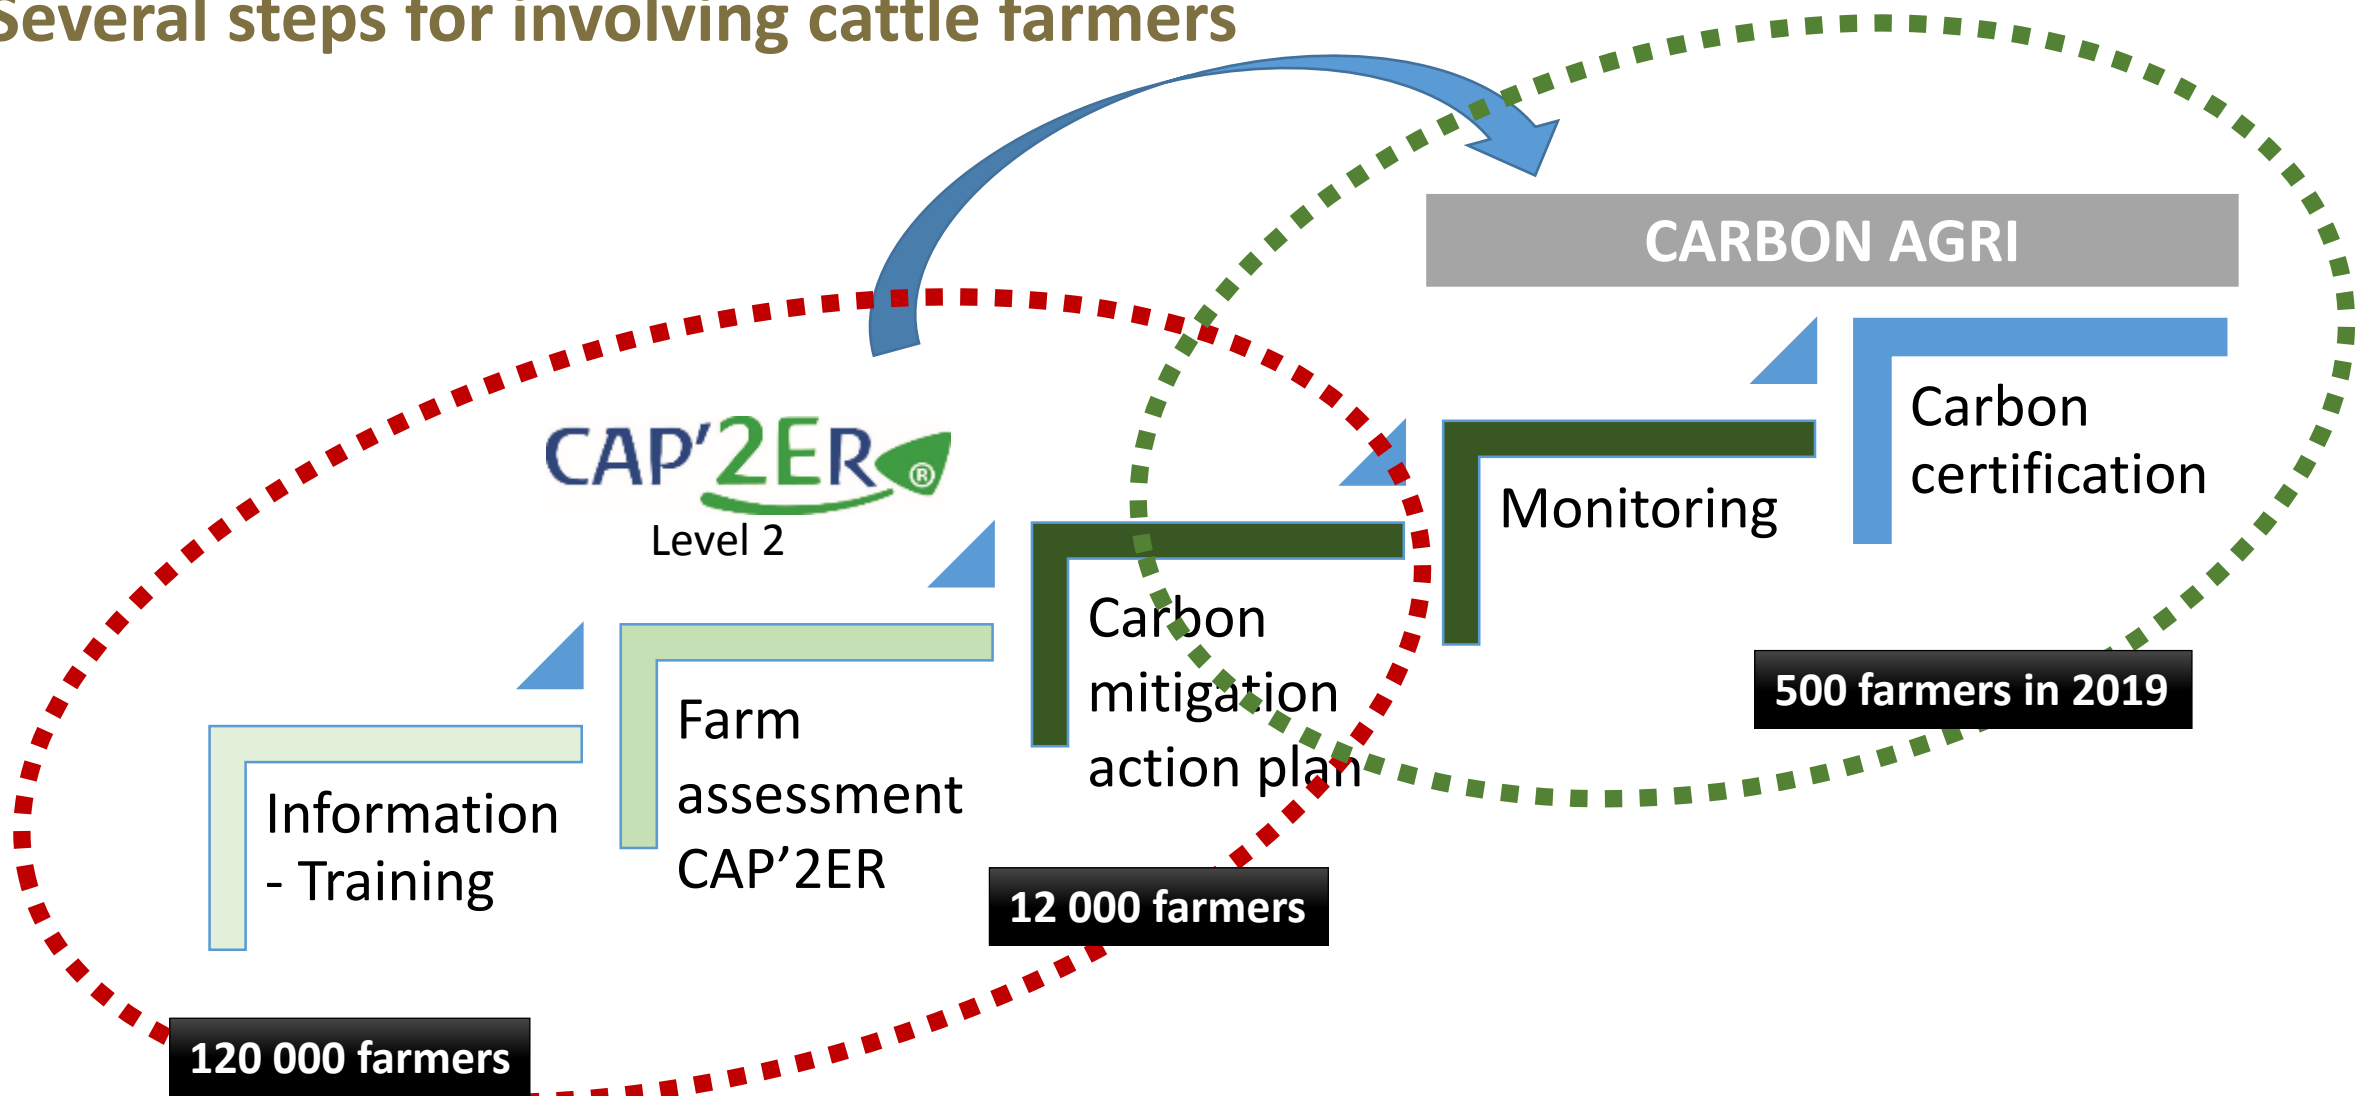 Several steps for involving cattle farmers
CARBON AGRI
Carbon
certification
Monitoring
CAP'2ER®
Level 2
Carbon
mitigation
action plan
Farm
assessment
CAP’2ER
Information
- Training
500 farmers in 2019
12 000 farmers
120 000 farmers